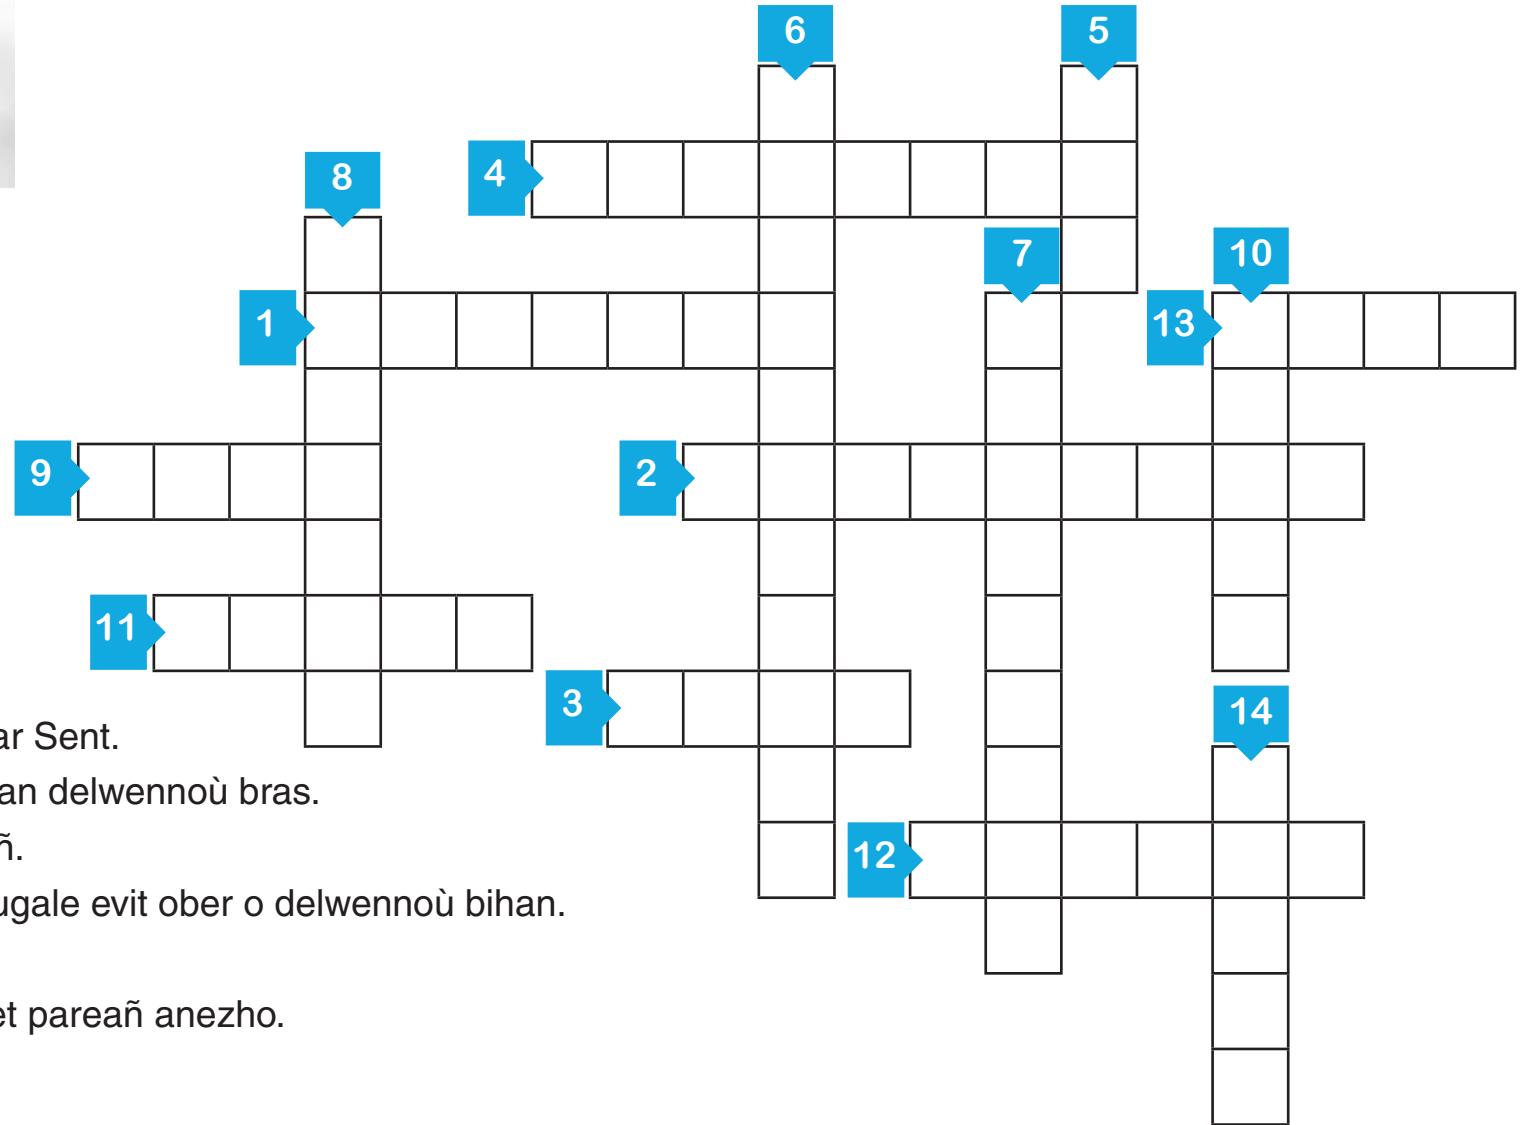 6 5
4
8
7 10
1 13
9 2
11
3
14
ar Sent.
an delwennoù bras.
ñ.
12
ugale evit ober o delwennoù bihan.
et pareañ anezho.